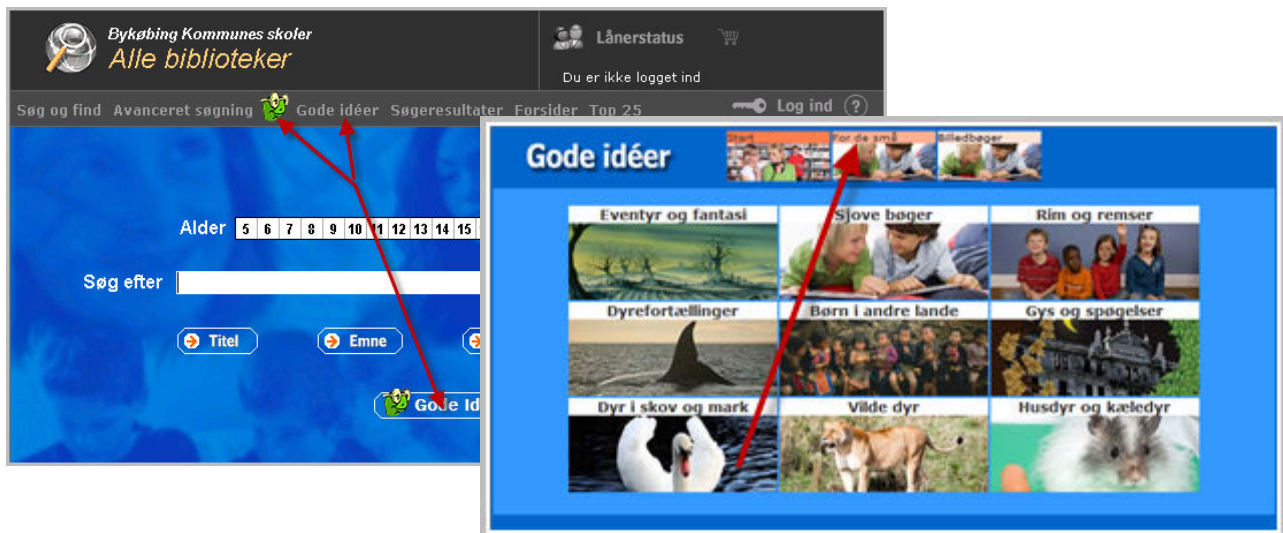 Bykøbing Kommunes skoler
Alle biblioteker
Lånerstatus
Du er ikke logget ind
Søg og find Avanceret søgning Gode idéer Søgeresultater Forsider Top 25 Log ind ?
Alder 5 6 7 8 9 10 11 12 13 14 15
Søg efter
Titel Emne
Gode Id
Gode idéer
Start For de små Billedbøger
Eventyr og fantasi Sjove bøger Rim og remser
Dyrefortællinger Børn i andre lande Gys og spøgelser
Dyr i skov og mark Vilde dyr Husdyr og kæledyr